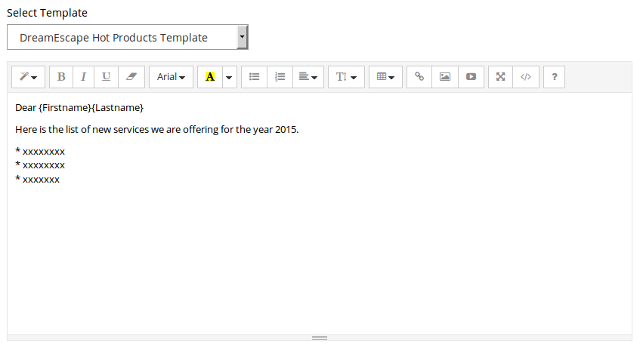 Select Template
DreamEscape Hot Products Template
B I U Arial A T </> ?
Dear {Firstname}{Lastname}
Here is the list of new services we are offering for the year 2015.
* xxxxxxxx
* xxxxxxxx
* xxxxxxx